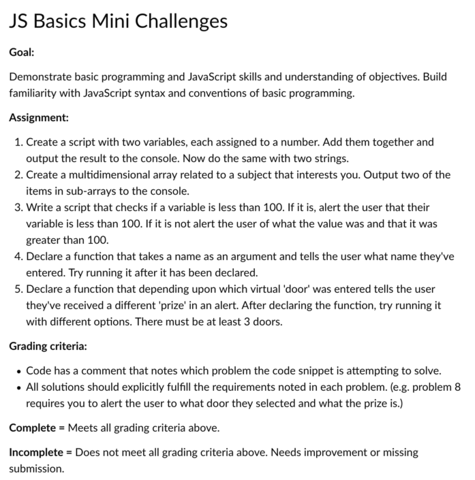 JS Basics Mini Challenges
Goal:
Demonstrate basic programming and JavaScript skills and understanding of objectives. Build
familiarity with JavaScript syntax and conventions of basic programming.
Assignment:
1. Create a script with two variables, each assigned to a number. Add them together and
output the result to the console. Now do the same with two strings.
2. Create a multidimensional array related to a subject that interests you. Output two of the
items in sub-arrays to the console.
3. Write a script that checks if a variable is less than 100. If it is, alert the user that their
variable is less than 100. If it is not alert the user of what the value was and that it was
greater than 100.
4. Declare a function that takes a name as an argument and tells the user what name they've
entered. Try running it after it has been declared.
5. Declare a function that depending upon which virtual 'door' was entered tells the user
they've received a different 'prize' in an alert. After declaring the function, try running it
with different options. There must be at least 3 doors.
Grading criteria:
• Code has a comment that notes which problem the code snippet is attempting to solve.
• All solutions should explicitly fulfill the requirements noted in each problem. (e.g. problem 8
requires you to alert the user to what door they selected and what the prize is.)
Complete = Meets all grading criteria above.
Incomplete = Does not meet all grading criteria above. Needs improvement or missing
submission.